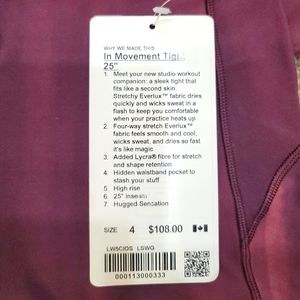 WHY WE MADE THIS
In Movement Tight
25"
1. Meet your new studio workout
companion: a sleek tight that
fits like a second skin.
Stretchy Everlux™ fabric dries
quickly and wicks sweat in a
flash to keep you comfortable
when your practice heats up
2. Four-way stretch Everlux™
fabric feels smooth and cool,
wicks sweat, and dries so fast
it's like magic
3. Added Lycra® fibre for stretch
and shape retention
4. Hidden waistband pocket to
stash your stuff
5. High rise
6. 25" inseam
7. Hugged Sensation
SIZE 4 $108.00
LW5CIOS LSWG
000113000333